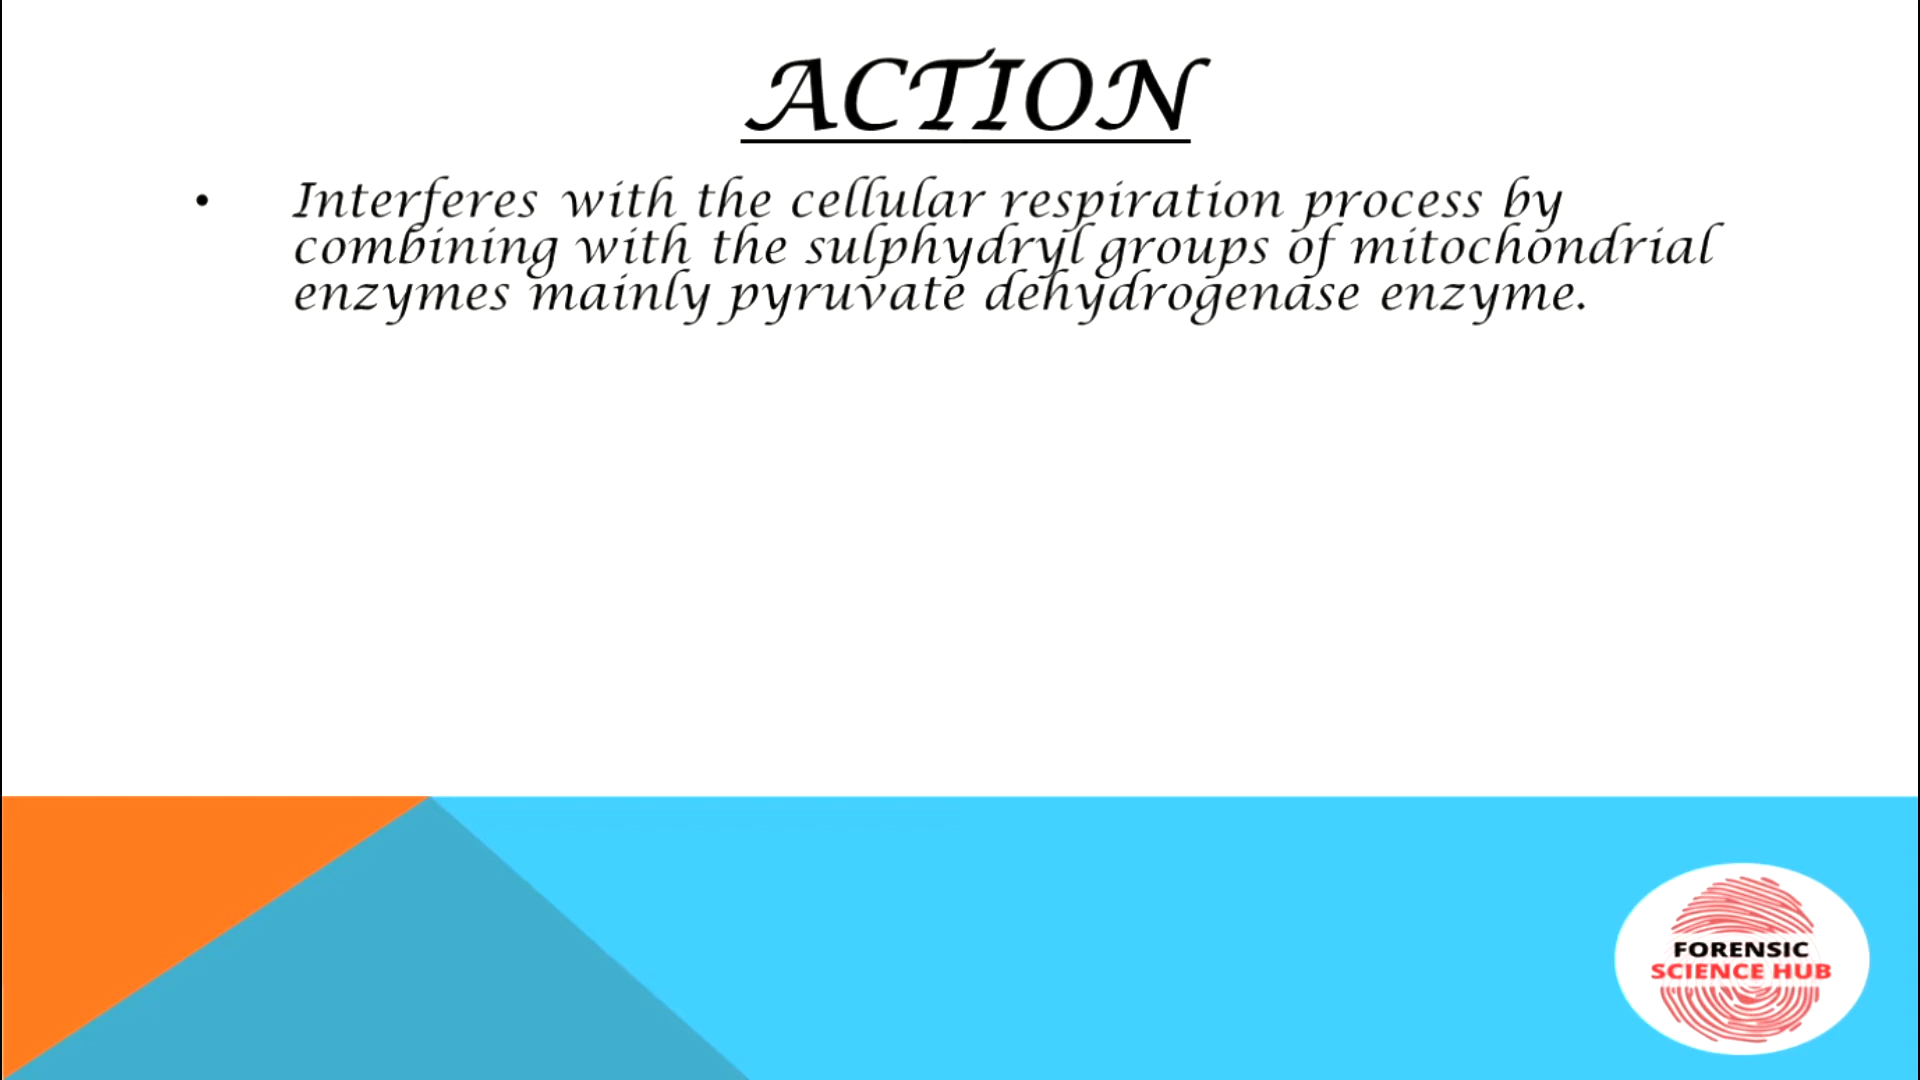 ACTION
• Interferes with the cellular respiration process by
combining with the sulphydryl groups of mitochondrial
enzymes mainly pyruvate dehydrogenase enzyme.
FORENSIC
SCIENCE HUB